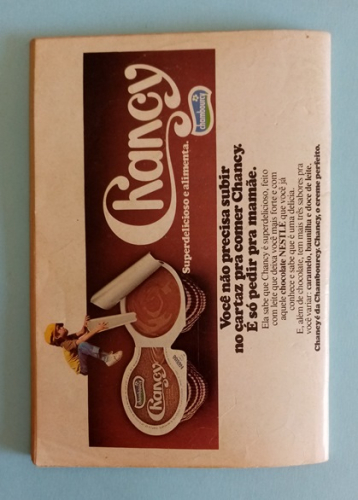 Chancy
chambourcy
Superdelicioso e alimenta.
Chancy
Você não precisa subir
no cartaz pra comer Chancy.
É só pedir pra mamãe.
Ela sabe que Chancy é superdelicioso, feito
com leite que deixa você mais forte e com
aquele chocolate NESTLÉ que você já
conhece e sabe que é uma delícia.
E, além de chocolate, tem mais três sabores pra
você variar: caramelo, baunilha e doce de leite.
Chancy é da Chambourcy. Chancy, o creme perfeito.